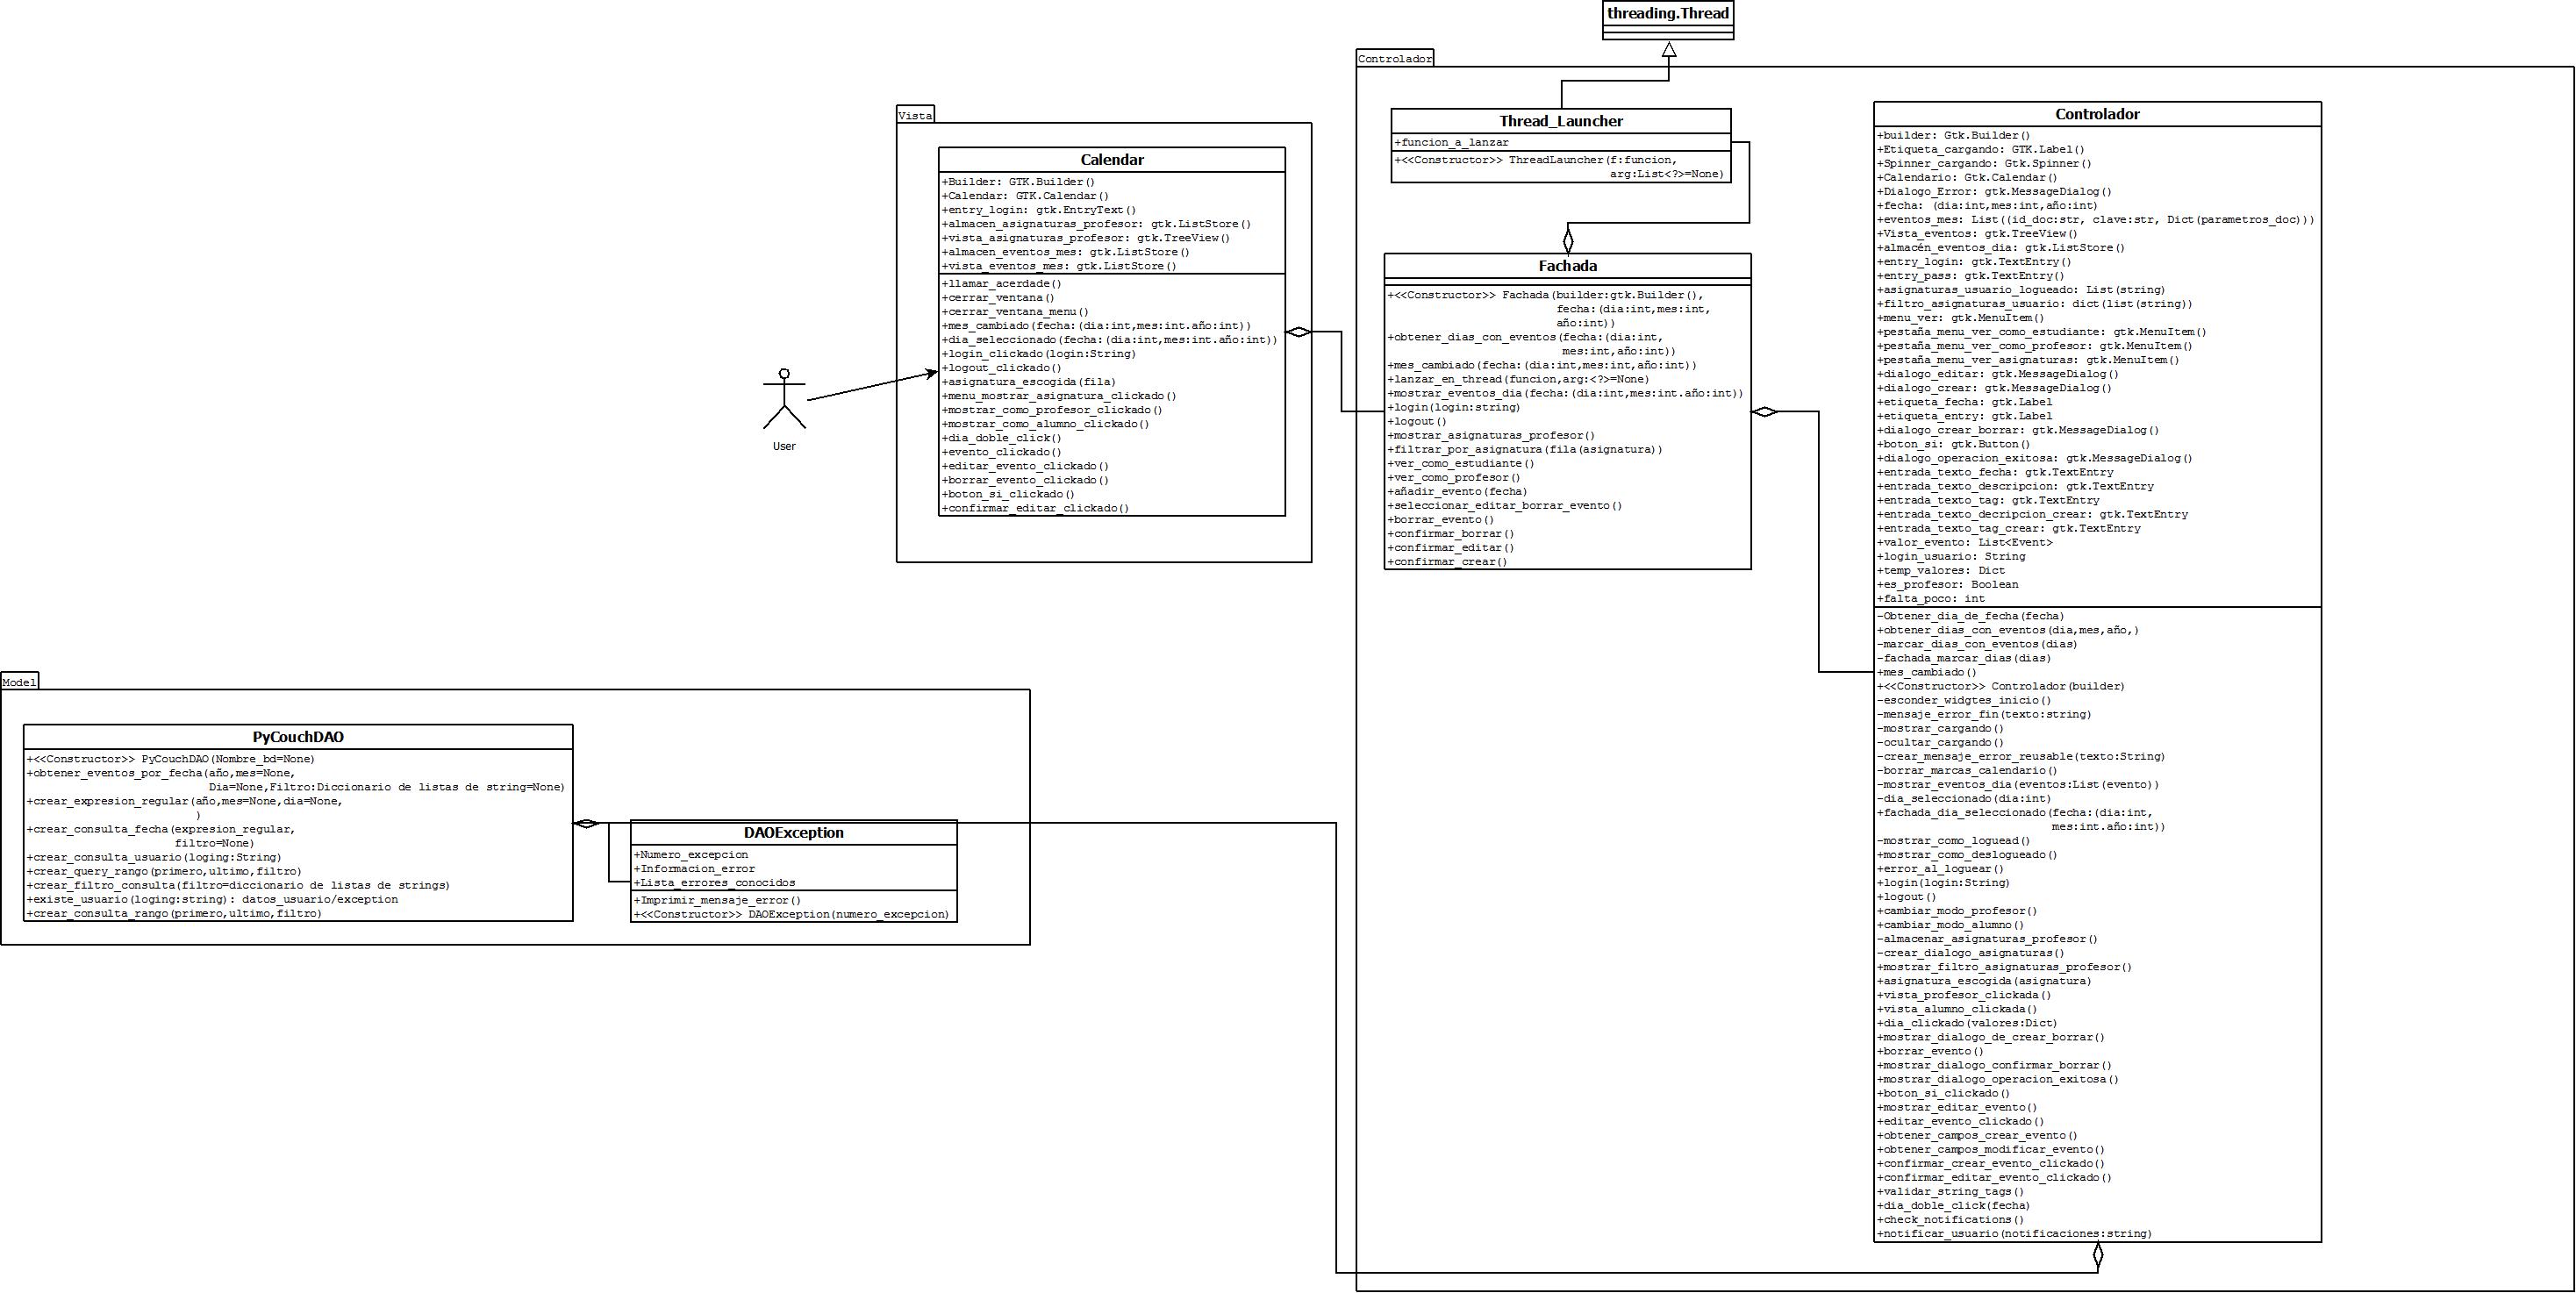 threading.Thread
Controlador
Thread_Launcher
+funcion_a_lanzar
+<<Constructor>> ThreadLauncher(f:funcion,
arg:List<?>=None)
Vista
Calendar
+Builder: GTK.Builder()
+Calendar: GTK.Calendar()
+entry_login: gtk.EntryText()
+almacen_asignaturas_profesor: gtk.ListStore()
+vista_asignaturas_profesor: gtk.TreeView()
+almacen_eventos_mes: gtk.ListStore()
+vista_eventos_mes: gtk.ListStore()
+llamar_acerdade()
+cerrar_ventana()
+cerrar_ventana_menu()
+mes_cambiado(fecha:(dia:int,mes:int.año:int))
+dia_seleccionado(fecha:(dia:int,mes:int.año:int))
+login_clickado(login:String)
+logout_clickado()
+asignatura_escogida(fila)
+menu_mostrar_asignatura_clickado()
+mostrar_como_profesor_clickado()
+mostrar_como_alumno_clickado()
+dia_doble_click()
+evento_clickado()
+editar_evento_clickado()
+borrar_evento_clickado()
+boton_si_clickado()
+confirmar_editar_clickado()
User
Fachada
+<<Constructor>> Fachada(builder:gtk.Builder(),
fecha:(dia:int,mes:int,
año:int))
+obtener_dias_con_eventos(fecha:(dia:int,
mes:int,año:int))
+mes_cambiado(fecha:(dia:int,mes:int,año:int))
+lanzar_en_thread(funcion,arg:<?>=None)
+mostrar_eventos_dia(fecha:(dia:int,mes:int.año:int))
+login(login:string)
+logout()
+mostrar_asignaturas_profesor()
+filtrar_por_asignatura(fila(asignatura))
+ver_como_estudiante()
+ver_como_profesor()
+añadir_evento(fecha)
+seleccionar_editar_borrar_evento()
+borrar_evento()
+confirmar_borrar()
+confirmar_editar()
+confirmar_crear()
Controlador
+builder: Gtk.Builder()
+Etiqueta_cargando: GTK.Label()
+Spinner_cargando: Gtk.Spinner()
+Calendario: Gtk.Calendar()
+Dialogo_Error: gtk.MessageDialog()
+fecha: (dia:int,mes:int,año:int)
+eventos_mes: List((id_doc:str, clave:str, Dict(parametros_doc)))
+Vista_eventos: gtk.TreeView()
+almacén_eventos_dia: gtk.ListStore()
+entry_login: gtk.TextEntry()
+entry_pass: gtk.TextEntry()
+asignaturas_usuario_logueado: List(string)
+filtro_asignaturas_usuario: dict(list(string))
+menu_ver: gtk.MenuItem()
+pestaña_menu_ver_como_estudiante: gtk.MenuItem()
+pestaña_menu_ver_como_profesor: gtk.MenuItem()
+pestaña_menu_ver_asignaturas: gtk.MenuItem()
+dialogo_editar: gtk.MessageDialog()
+dialogo_crear: gtk.MessageDialog()
+etiqueta_fecha: gtk.Label
+etiqueta_entry: gtk.Label
+dialogo_crear_borrar: gtk.MessageDialog()
+boton_si: gtk.Button()
+dialogo_operacion_exitosa: gtk.MessageDialog()
+entrada_texto_fecha: gtk.TextEntry
+entrada_texto_descripcion: gtk.TextEntry
+entrada_texto_tag: gtk.TextEntry
+entrada_texto_decripcion_crear: gtk.TextEntry
+entrada_texto_tag_crear: gtk.TextEntry
+valor_evento: List<Event>
+login_usuario: String
+temp_valores: Dict
+es_profesor: Boolean
+falta_poco: int
-Obtener_dia_de_fecha(fecha)
+obtener_dias_con_eventos(dia,mes,año,)
-marcar_dias_con_eventos(dias)
-fachada_marcar_dias(dias)
+mes_cambiado()
+<<Constructor>> Controlador(builder)
-esconder_widgtes_inicio()
-mensaje_error_fin(texto:string)
-mostrar_cargando()
-ocultar_cargando()
-crear_mensaje_error_reusable(texto:String)
-borrar_marcas_calendario()
-mostrar_eventos_dia(eventos:List(evento))
-dia_seleccionado(dia:int)
+fachada_dia_seleccionado(fecha:(dia:int,
mes:int.año:int))
-mostrar_como_loguead()
+mostrar_como_deslogueado()
+error_al_loguear()
+login(login:String)
+logout()
+cambiar_modo_profesor()
+cambiar_modo_alumno()
-almacenar_asignaturas_profesor()
-crear_dialogo_asignaturas()
+mostrar_filtro_asignaturas_profesor()
+asignatura_escogida(asignatura)
+vista_profesor_clickada()
+vista_alumno_clickada()
+dia_clickado(valores:Dict)
+mostrar_dialogo_de_crear_borrar()
+borrar_evento()
+mostrar_dialogo_confirmar_borrar()
+mostrar_dialogo_operacion_exitosa()
+boton_si_clickado()
+mostrar_editar_evento()
+editar_evento_clickado()
+obtener_campos_crear_evento()
+obtener_campos_modificar_evento()
+confirmar_crear_evento_clickado()
+confirmar_editar_evento_clickado()
+validar_string_tags()
+dia_doble_click(fecha)
+check_notifications()
+notificar_usuario(notificaciones:string)
Model
PyCouchDAO
+<<Constructor>> PyCouchDAO(Nombre_bd=None)
+obtener_eventos_por_fecha(año,mes=None,
Dia=None,Filtro:Diccionario de listas de string=None)
+crear_expresion_regular(año,mes=None,dia=None,
)
+crear_consulta_fecha(expresion_regular,
filtro=None)
+crear_consulta_usuario(loging:String)
+crear_query_rango(primero,ultimo,filtro)
+crear_filtro_consulta(filtro=diccionario de listas de strings)
+existe_usuario(loging:string): datos_usuario/exception
+crear_consulta_rango(primero,ultimo,filtro)
DAOException
+Numero_excepcion
+Informacion_error
+Lista_errores_conocidos
+Imprimir_mensaje_error()
+<<Constructor>> DAOException(numero_excepcion)